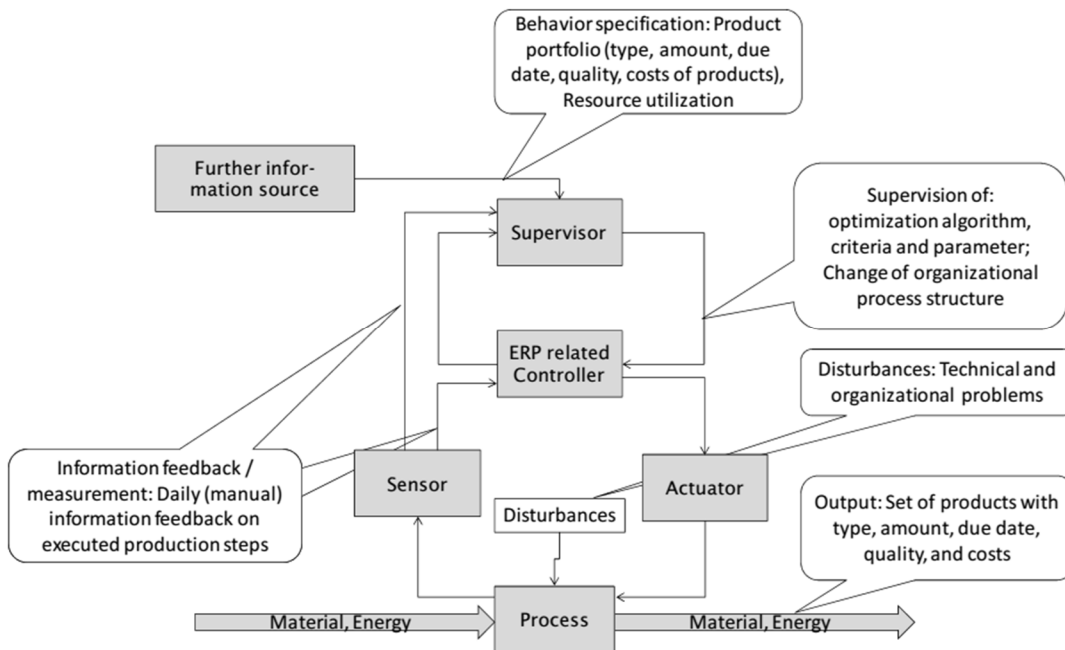 Behavior specification: Product
portfolio (type, amount, due
date, quality, costs of products),
Resource utilization
Further infor-
mation source
Supervisor
Supervision of:
optimization algorithm,
criteria and parameter;
Change of organizational
process structure
ERP related
Controller
Disturbances: Technical and
organizational problems
Information feedback /
measurement: Daily (manual)
information feedback on
executed production steps
Sensor
Actuator
Disturbances
Output: Set of products with
type, amount, due date,
quality, and costs
Material, Energy
Process
Material, Energy